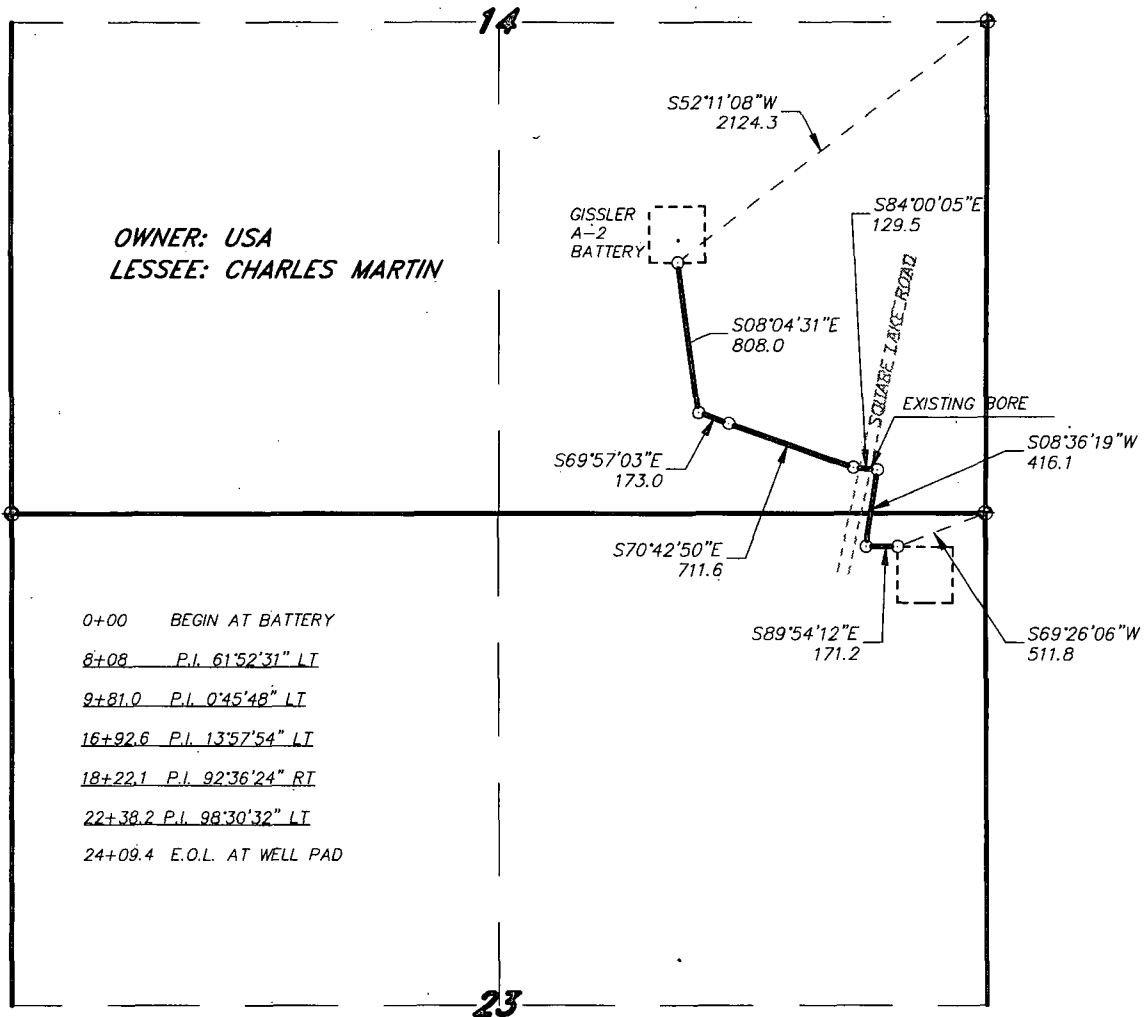 14
S52°11'08"W
2124.3
GISSLER
A-2
BATTERY
S84°00'05"E
129.5
OWNER: USA
LESSEE: CHARLES MARTIN
SQUARE LAKE ROAD
S08°04'31"E
808.0
EXISTING BORE
S08°36'19"W
416.1
S69°57'03"E
173.0
S70°42'50"E
711.6
S89°54'12"E
171.2
S69°26'06"W
511.8
0+00 BEGIN AT BATTERY
8+08 P.I. 61°52'31" LT
9+81.0 P.I. 0°45'48" LT
16+92.6 P.I. 13°57'54" LT
18+22.1 P.I. 92°36'24" RT
22+38.2 P.I. 98°30'32" LT
24+09.4 E.O.L. AT WELL PAD
23